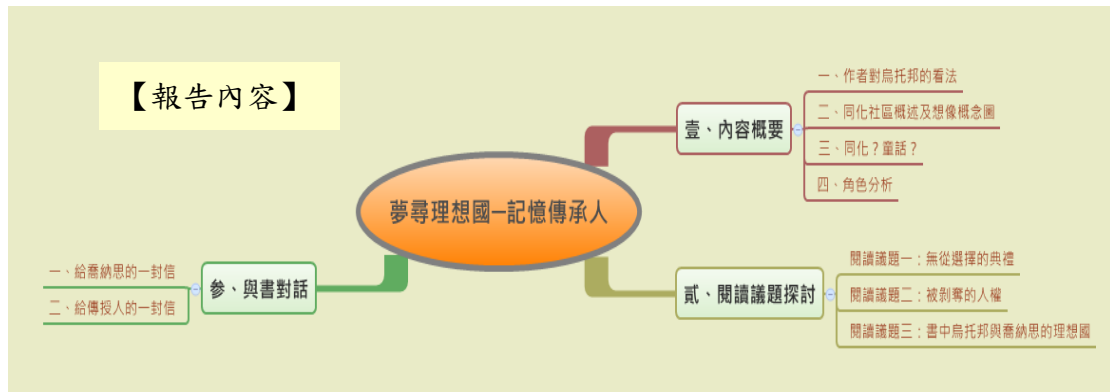 【報告內容】
夢尋理想國—記憶傳承人
壹、內容概要
一、作者對烏托邦的看法
二、同化社區概述及想像概念圖
三、同化？童話？
四、角色分析
貳、閱讀議題探討
閱讀議題一：無從選擇的典禮
閱讀議題二：被剝奪的人權
閱讀議題三：書中烏托邦與喬納思的理想國
参、與書對話
一、給喬納思的一封信
二、給傳授人的一封信